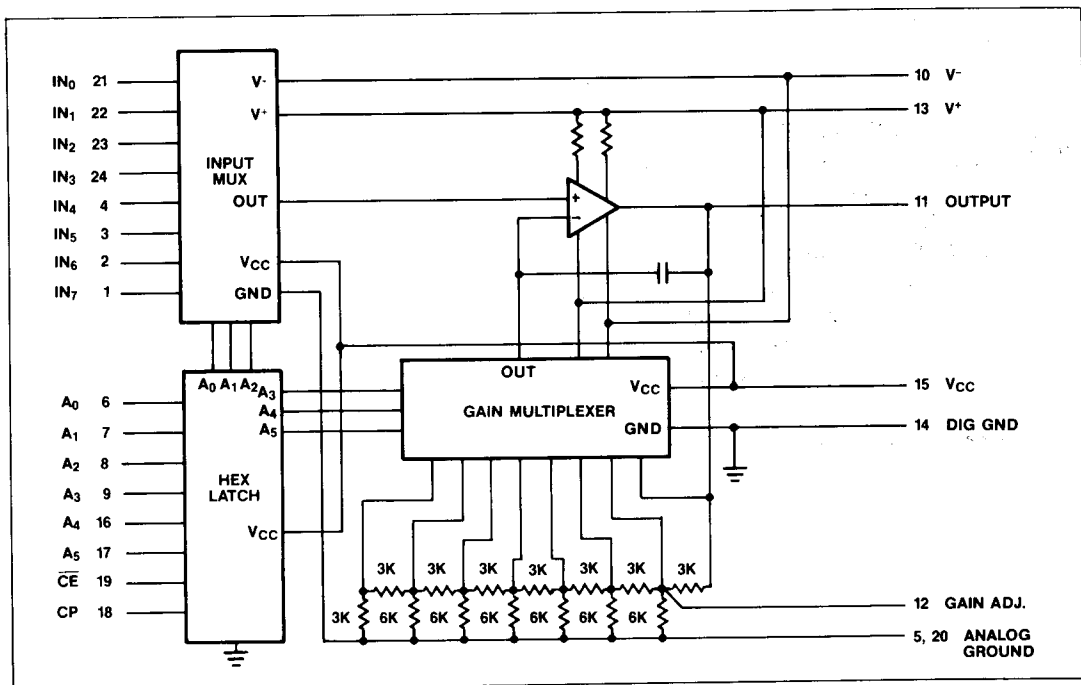 IN0 21
IN1 22
IN2 23
IN3 24
IN4 4
IN5 3
IN6 2
IN7 1
INPUT
MUX
V-
V+
OUT
VCC
GND
10 V-
13 V+
+
−
11 OUTPUT
A0 A1 A2
A3
A4
A5
HEX
LATCH
VCC
A0 6
A1 7
A2 8
A3 9
A4 16
A5 17
CE 19
CP 18
OUT
GAIN MULTIPLEXER
VCC
GND
15 VCC
14 DIG GND
3K 3K 3K 3K 3K 3K 3K
3K 6K 6K 6K 6K 6K 6K
12 GAIN ADJ.
5, 20 ANALOG
GROUND